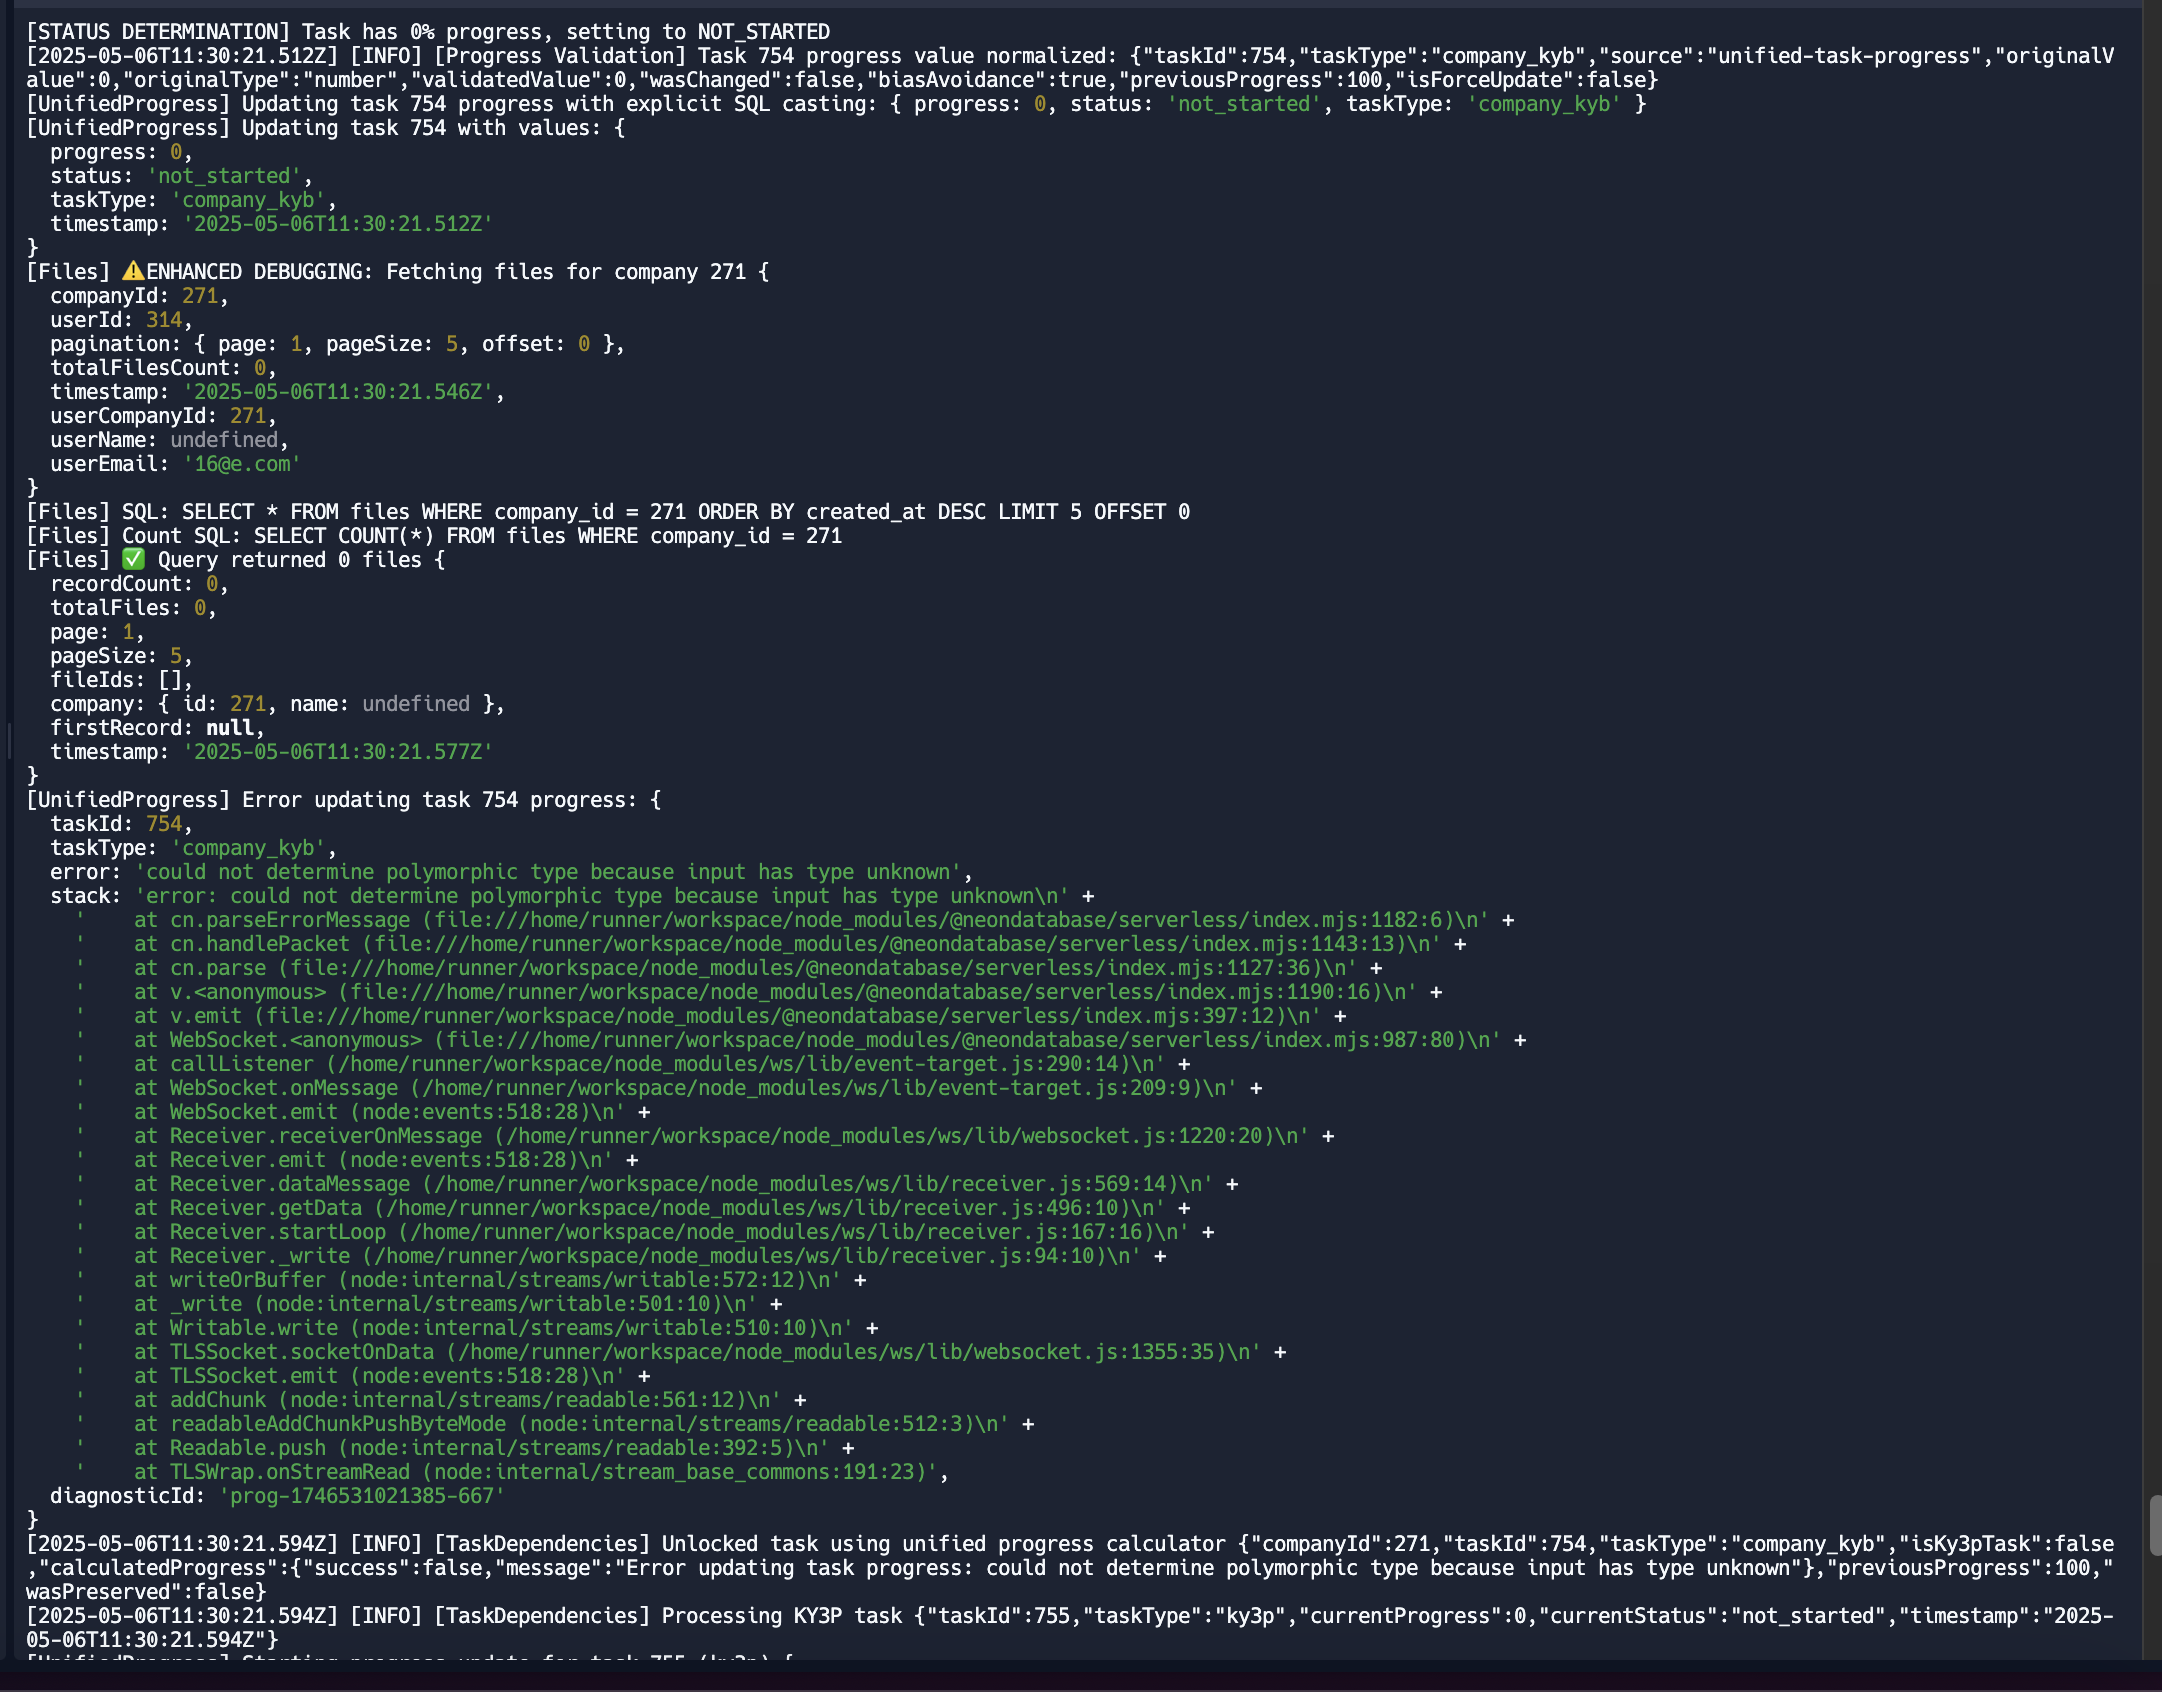 [STATUS DETERMINATION] Task has 0% progress, setting to NOT_STARTED
[2025-05-06T11:30:21.512Z] [INFO] [Progress Validation] Task 754 progress value normalized: {"taskId":754,"taskType":"company_kyb","source":"unified-task-progress","originalV
alue":0,"originalType":"number","validatedValue":0,"wasChanged":false,"biasAvoidance":true,"previousProgress":100,"isForceUpdate":false}
[UnifiedProgress] Updating task 754 progress with explicit SQL casting: { progress: 0, status: 'not_started', taskType: 'company_kyb' }
[UnifiedProgress] Updating task 754 with values: {
  progress: 0,
  status: 'not_started',
  taskType: 'company_kyb',
  timestamp: '2025-05-06T11:30:21.512Z'
}
[Files] ⚠️ENHANCED DEBUGGING: Fetching files for company 271 {
  companyId: 271,
  userId: 314,
  pagination: { page: 1, pageSize: 5, offset: 0 },
  totalFilesCount: 0,
  timestamp: '2025-05-06T11:30:21.546Z',
  userCompanyId: 271,
  userName: undefined,
  userEmail: '16@e.com'
}
[Files] SQL: SELECT * FROM files WHERE company_id = 271 ORDER BY created_at DESC LIMIT 5 OFFSET 0
[Files] Count SQL: SELECT COUNT(*) FROM files WHERE company_id = 271
[Files] ✅ Query returned 0 files {
  recordCount: 0,
  totalFiles: 0,
  page: 1,
  pageSize: 5,
  fileIds: [],
  company: { id: 271, name: undefined },
  firstRecord: null,
  timestamp: '2025-05-06T11:30:21.577Z'
}
[UnifiedProgress] Error updating task 754 progress: {
  taskId: 754,
  taskType: 'company_kyb',
  error: 'could not determine polymorphic type because input has type unknown',
  stack: 'error: could not determine polymorphic type because input has type unknown\n' +
    '    at cn.parseErrorMessage (file:///home/runner/workspace/node_modules/@neondatabase/serverless/index.mjs:1182:6)\n' +
    '    at cn.handlePacket (file:///home/runner/workspace/node_modules/@neondatabase/serverless/index.mjs:1143:13)\n' +
    '    at cn.parse (file:///home/runner/workspace/node_modules/@neondatabase/serverless/index.mjs:1127:36)\n' +
    '    at v.<anonymous> (file:///home/runner/workspace/node_modules/@neondatabase/serverless/index.mjs:1190:16)\n' +
    '    at v.emit (file:///home/runner/workspace/node_modules/@neondatabase/serverless/index.mjs:397:12)\n' +
    '    at WebSocket.<anonymous> (file:///home/runner/workspace/node_modules/@neondatabase/serverless/index.mjs:987:80)\n' +
    '    at callListener (/home/runner/workspace/node_modules/ws/lib/event-target.js:290:14)\n' +
    '    at WebSocket.onMessage (/home/runner/workspace/node_modules/ws/lib/event-target.js:209:9)\n' +
    '    at WebSocket.emit (node:events:518:28)\n' +
    '    at Receiver.receiverOnMessage (/home/runner/workspace/node_modules/ws/lib/websocket.js:1220:20)\n' +
    '    at Receiver.emit (node:events:518:28)\n' +
    '    at Receiver.dataMessage (/home/runner/workspace/node_modules/ws/lib/receiver.js:569:14)\n' +
    '    at Receiver.getData (/home/runner/workspace/node_modules/ws/lib/receiver.js:496:10)\n' +
    '    at Receiver.startLoop (/home/runner/workspace/node_modules/ws/lib/receiver.js:167:16)\n' +
    '    at Receiver._write (/home/runner/workspace/node_modules/ws/lib/receiver.js:94:10)\n' +
    '    at writeOrBuffer (node:internal/streams/writable:572:12)\n' +
    '    at _write (node:internal/streams/writable:501:10)\n' +
    '    at Writable.write (node:internal/streams/writable:510:10)\n' +
    '    at TLSSocket.socketOnData (/home/runner/workspace/node_modules/ws/lib/websocket.js:1355:35)\n' +
    '    at TLSSocket.emit (node:events:518:28)\n' +
    '    at addChunk (node:internal/streams/readable:561:12)\n' +
    '    at readableAddChunkPushByteMode (node:internal/streams/readable:512:3)\n' +
    '    at Readable.push (node:internal/streams/readable:392:5)\n' +
    '    at TLSWrap.onStreamRead (node:internal/stream_base_commons:191:23)',
  diagnosticId: 'prog-1746531021385-667'
}
[2025-05-06T11:30:21.594Z] [INFO] [TaskDependencies] Unlocked task using unified progress calculator {"companyId":271,"taskId":754,"taskType":"company_kyb","isKy3pTask":false
,"calculatedProgress":{"success":false,"message":"Error updating task progress: could not determine polymorphic type because input has type unknown"},"previousProgress":100,"
wasPreserved":false}
[2025-05-06T11:30:21.594Z] [INFO] [TaskDependencies] Processing KY3P task {"taskId":755,"taskType":"ky3p","currentProgress":0,"currentStatus":"not_started","timestamp":"2025-
05-06T11:30:21.594Z"}
[UnifiedProgress] Starting progress update for task 755 (ky3p) {